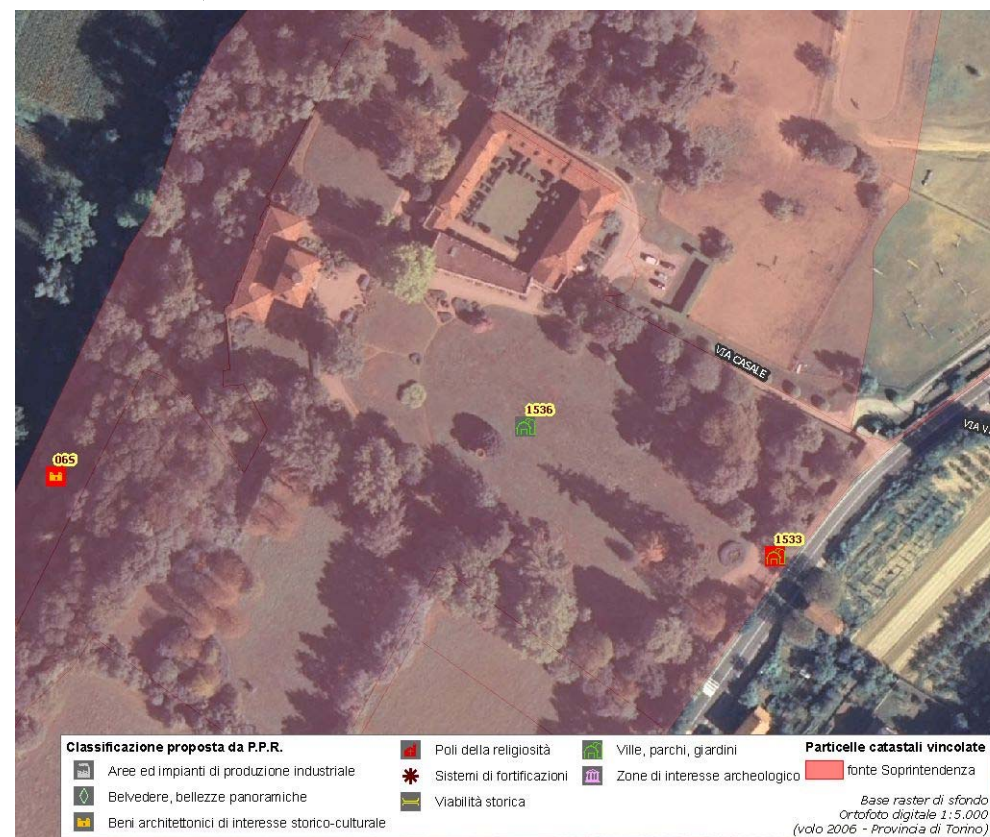 1536
VIA CASALE
VIA V
065
1533
Classificazione proposta da P.P.R.
Aree ed impianti di produzione industriale
Belvedere, bellezze panoramiche
Beni architettonici di interesse storico-culturale
Poli della religiosità
Sistemi di fortificazioni
Viabilità storica
Ville, parchi, giardini
Zone di interesse archeologico
Particelle catastali vincolate
fonte Soprintendenza
Base raster di sfondo
Ortofoto digitale 1:5.000
(volo 2006 - Provincia di Torino)